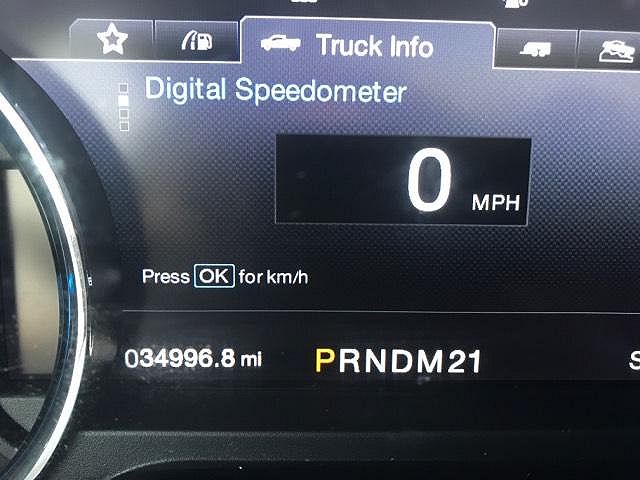 Truck Info
Digital Speedometer
0 MPH
Press OK for km/h
034996.8 mi PRNDM21 S